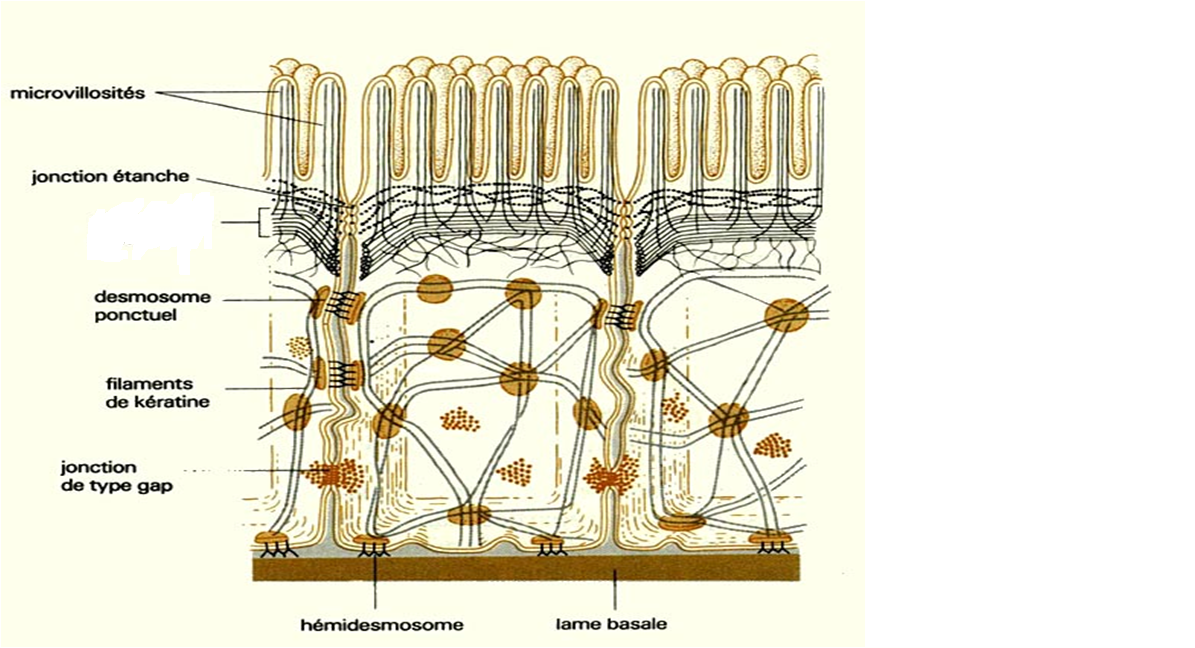 microvillosités
jonction étanche
desmosome
ponctuel
filaments
de kératine
jonction
de type gap
hémidesmosome
lame basale